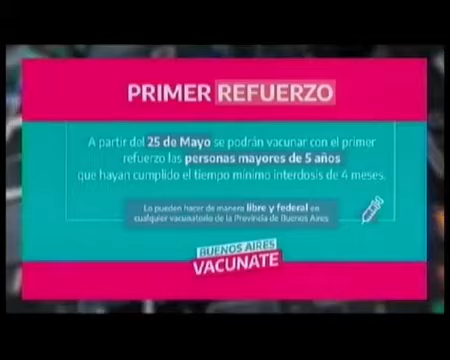 PRIMER REFUERZO
A partir del 25 de Mayo se podrán vacunar con el primer
refuerzo las personas mayores de 5 años
que hayan cumplido el tiempo mínimo interdosis de 4 meses.
Lo pueden hacer de manera libre y federal en
cualquier vacunatorio de la Provincia de Buenos Aires
BUENOS AIRES
VACUNATE